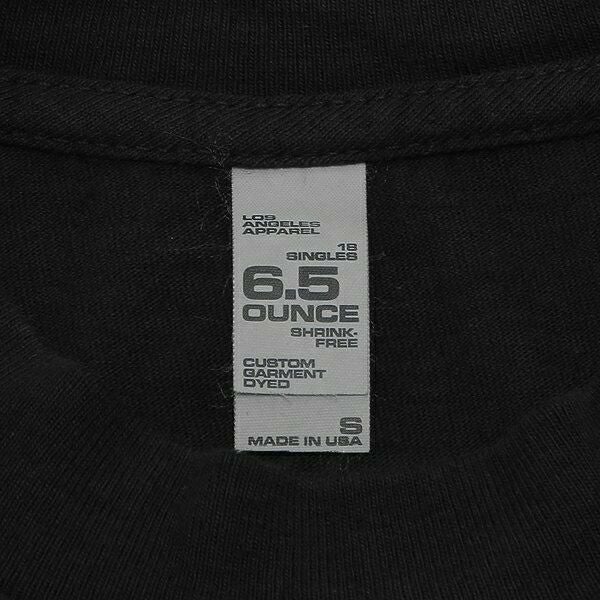 LOS
ANGELES
APPAREL
18
SINGLES
6.5
OUNCE
SHRINK-
FREE
CUSTOM
GARMENT
DYED
S
MADE IN USA